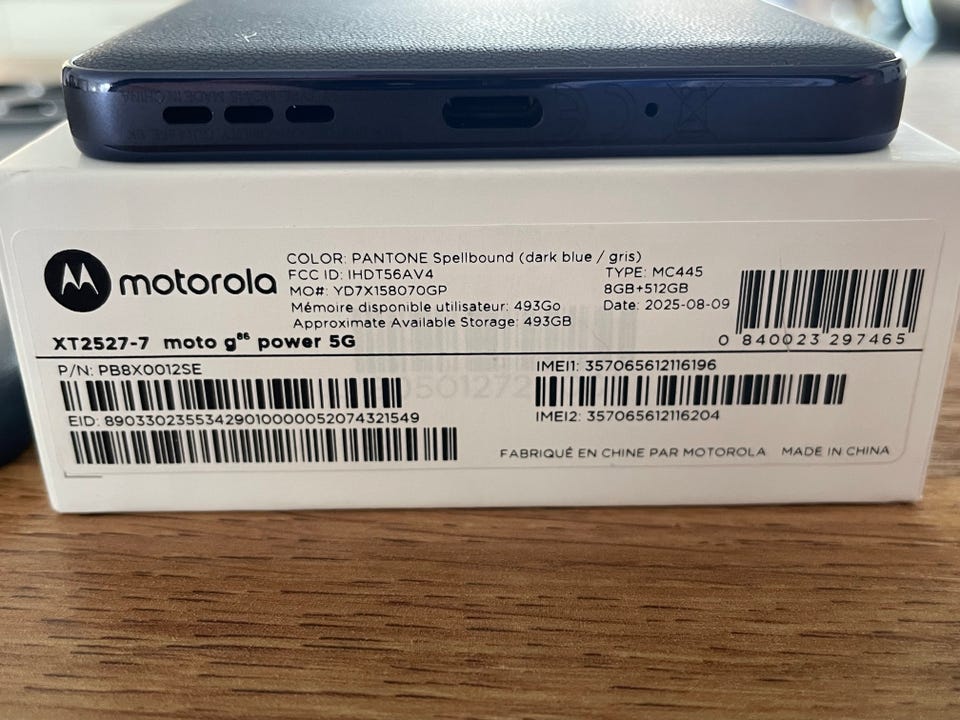 COLOR: PANTONE Spellbound (dark blue / gris)
FCC ID: IHDT56AV4 TYPE: MC445
MO#: YD7X158070GP 8GB+512GB
motorola
Mémoire disponible utilisateur: 493Go Date: 2025-08-09
Approximate Available Storage: 493GB
XT2527-7 moto g86 power 5G
0 840023 297465
P/N: PB8X0012SE
IMEI1: 357065612116196
EID: 89033023553429010000052074321549
IMEI2: 357065612116204
FABRIQUÉ EN CHINE PAR MOTOROLA MADE IN CHINA